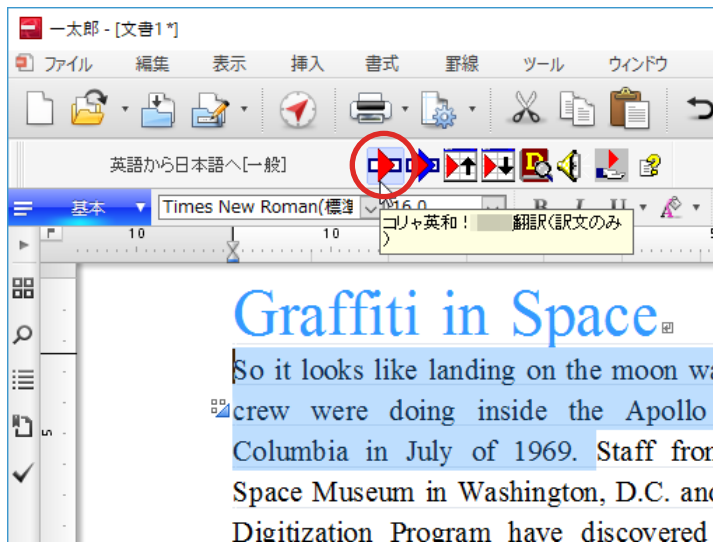 一太郎 - [文書1 *]
ファイル 編集 表示 挿入 書式 罫線 ツール ウィンドウ
英語から日本語へ[一般]
基本 Times New Roman(標準 16.0 B I U A
コリャ英和! 翻訳(訳文のみ
)
10 10
Graffiti in Space
So it looks like landing on the moon wa
crew were doing inside the Apollo
Columbia in July of 1969. Staff fron
5
Space Museum in Washington, D.C. and
Digitization Program have discovered